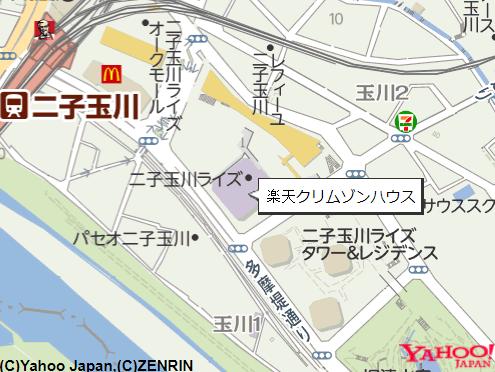 10
二子玉川ライズ
オークモール
レフィーユ
二子玉川
玉川2
二子玉川
二子玉川ライズ
楽天クリムゾンハウス
サウススク
パセオ二子玉川
二子玉川ライズ
タワー&レジデンス
多摩堤通り
玉川1
YAHOO!
JAPAN
(C)Yahoo Japan,(C)ZENRIN